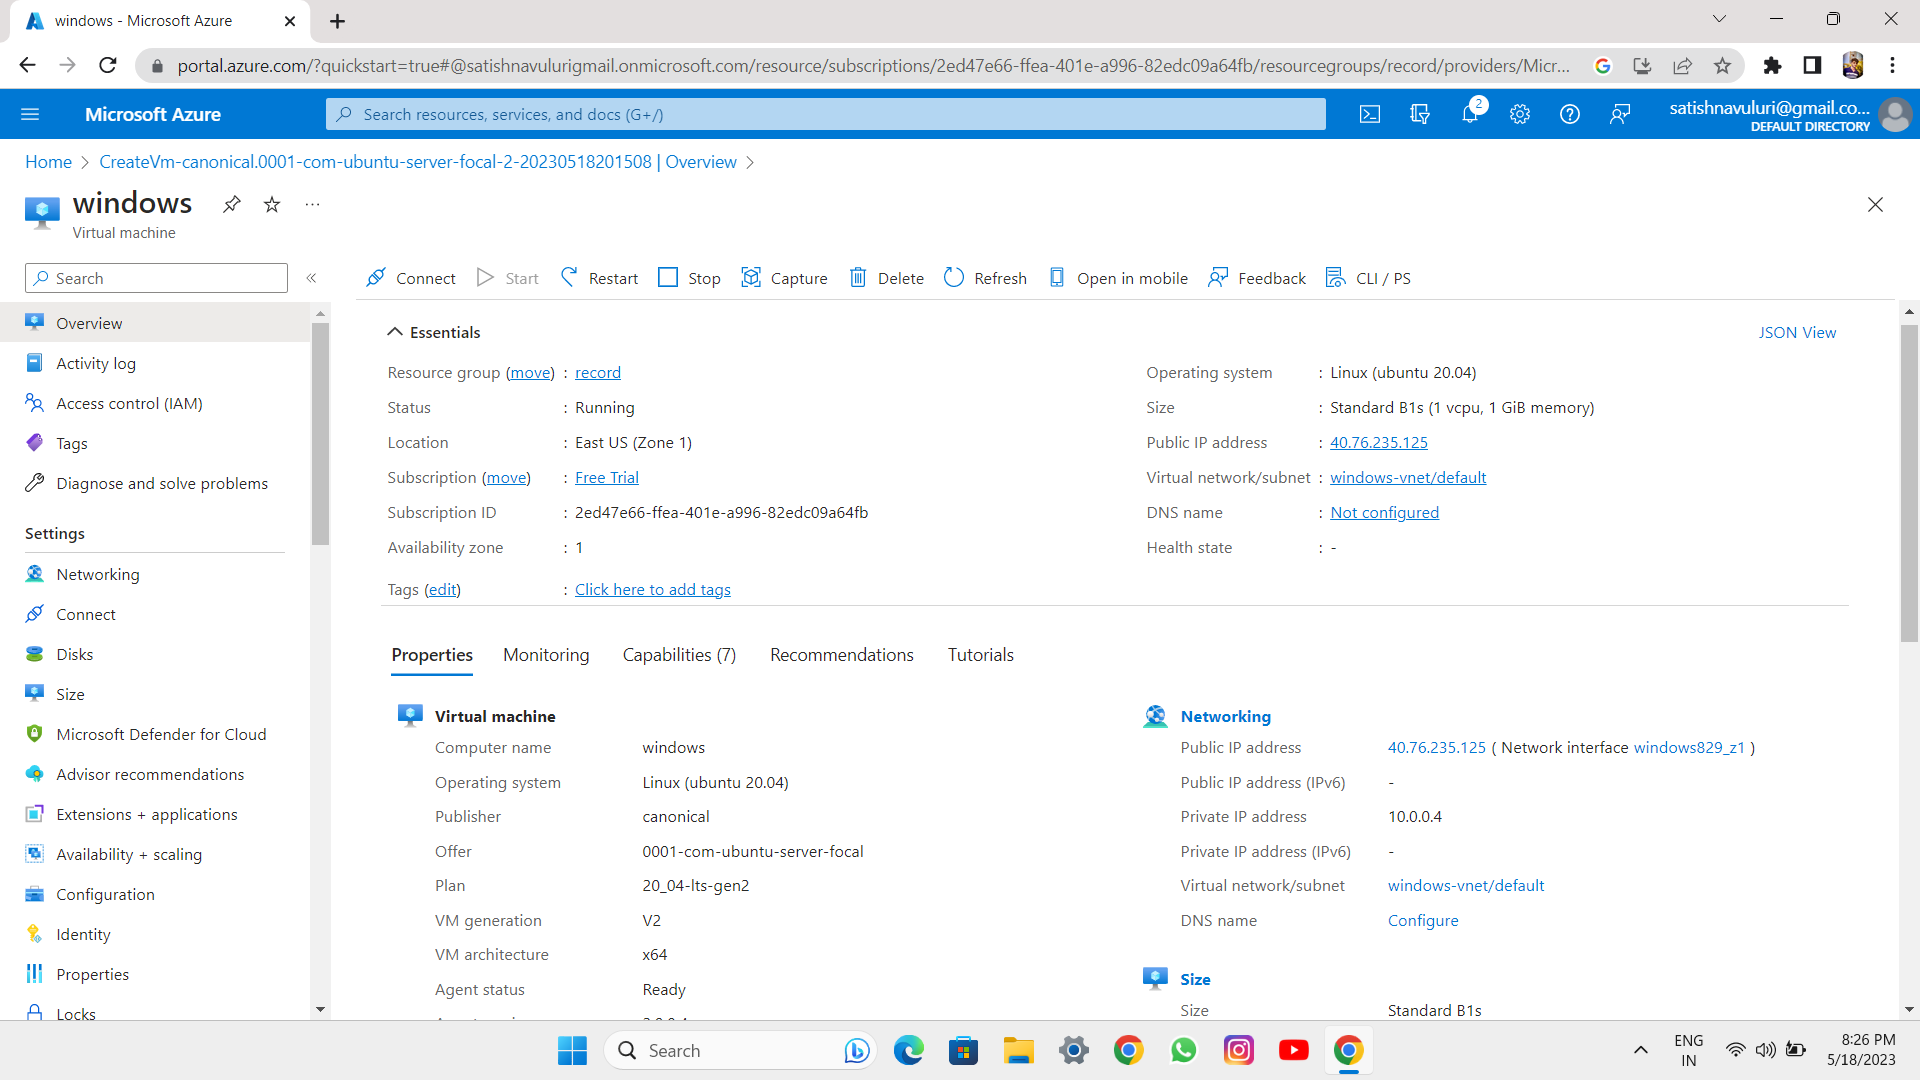 windows - Microsoft Azure
portal.azure.com/?quickstart=true#@satishnavulurigmail.onmicrosoft.com/resource/subscriptions/2ed47e66-ffea-401e-a996-82edc09a64fb/resourcegroups/record/providers/Micr...
Microsoft Azure
Search resources, services, and docs (G+/)
2
satishnavuluri@gmail.co...
DEFAULT DIRECTORY
Home > CreateVm-canonical.0001-com-ubuntu-server-focal-2-20230518201508 | Overview >
windows
Virtual machine
Search
Connect Start Restart Stop Capture Delete Refresh Open in mobile Feedback CLI / PS
Overview
Activity log
Access control (IAM)
Tags
Diagnose and solve problems
Settings
Networking
Connect
Disks
Size
Microsoft Defender for Cloud
Advisor recommendations
Extensions + applications
Availability + scaling
Configuration
Identity
Properties
Locks
Essentials
JSON View
Resource group (move) : record
Status : Running
Location : East US (Zone 1)
Subscription (move) : Free Trial
Subscription ID : 2ed47e66-ffea-401e-a996-82edc09a64fb
Availability zone : 1
Tags (edit) : Click here to add tags
Operating system : Linux (ubuntu 20.04)
Size : Standard B1s (1 vcpu, 1 GiB memory)
Public IP address : 40.76.235.125
Virtual network/subnet : windows-vnet/default
DNS name : Not configured
Health state : -
Properties Monitoring Capabilities (7) Recommendations Tutorials
Virtual machine
Computer name windows
Operating system Linux (ubuntu 20.04)
Publisher canonical
Offer 0001-com-ubuntu-server-focal
Plan 20_04-lts-gen2
VM generation V2
VM architecture x64
Agent status Ready
Networking
Public IP address 40.76.235.125 ( Network interface windows829_z1 )
Public IP address (IPv6) -
Private IP address 10.0.0.4
Private IP address (IPv6) -
Virtual network/subnet windows-vnet/default
DNS name Configure
Size
Size Standard B1s
Search
ENG
IN
8:26 PM
5/18/2023